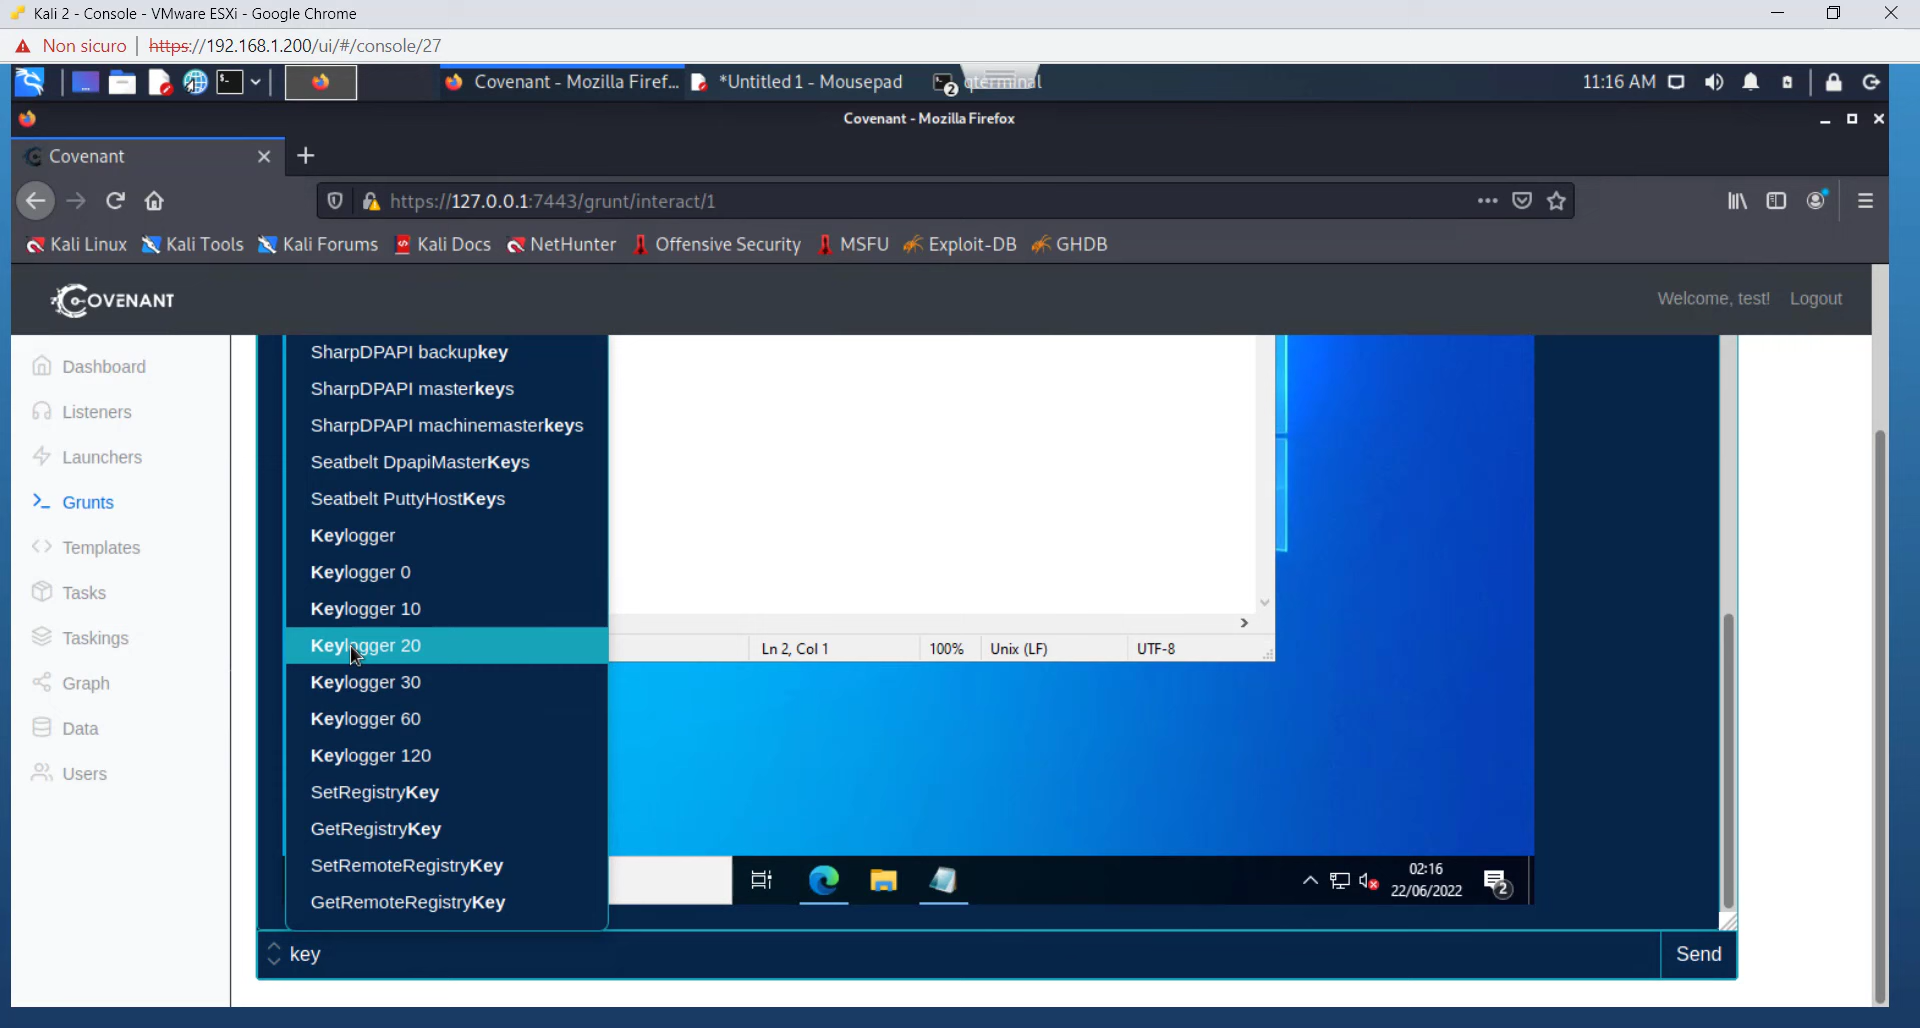 Kali 2 - Console - VMware ESXi - Google Chrome
Non sicuro | https://192.168.1.200/ui/#/console/27
Covenant - Mozilla Firef... *Untitled 1 - Mousepad 2 qterminal 11:16 AM
Covenant - Mozilla Firefox
Covenant
https://127.0.0.1:7443/grunt/interact/1
Kali Linux Kali Tools Kali Forums Kali Docs NetHunter Offensive Security MSFU Exploit-DB GHDB
COVENANT Welcome, test! Logout
Dashboard
Listeners
Launchers
Grunts
Templates
Tasks
Taskings
Graph
Data
Users
SharpDPAPI backupkey
SharpDPAPI masterkeys
SharpDPAPI machinemasterkeys
Seatbelt DpapiMasterKeys
Seatbelt PuttyHostKeys
Keylogger
Keylogger 0
Keylogger 10
Keylogger 20
Keylogger 30
Keylogger 60
Keylogger 120
SetRegistryKey
GetRegistryKey
SetRemoteRegistryKey
GetRemoteRegistryKey
Ln 2, Col 1 100% Unix (LF) UTF-8
02:16
22/06/2022
2
key Send